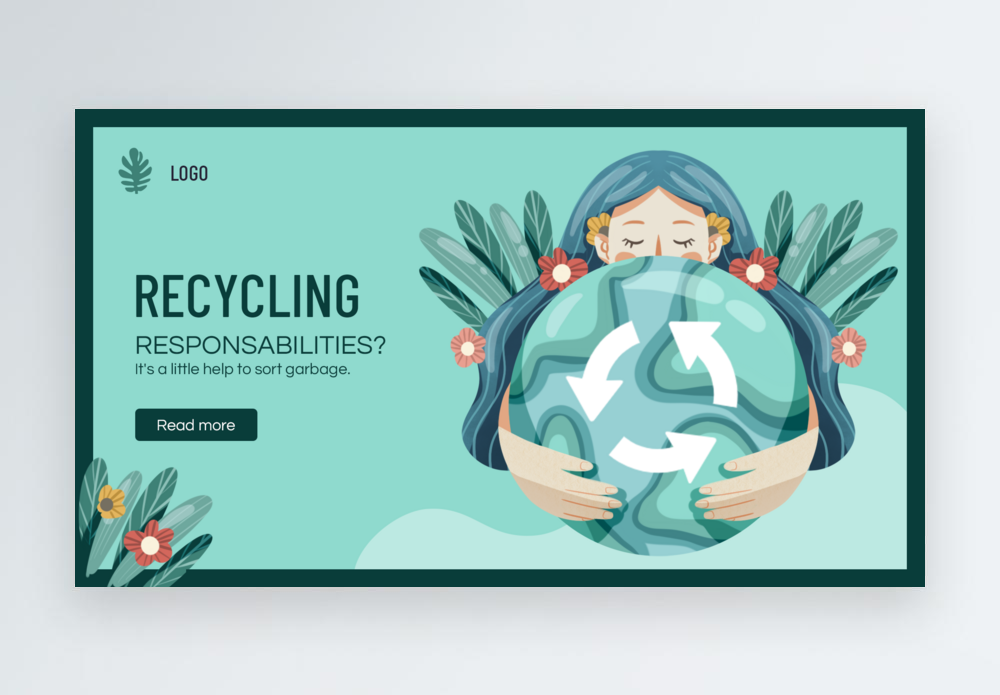 LOGO
RECYCLING
RESPONSABILITIES?
It's a little help to sort garbage.
Read more